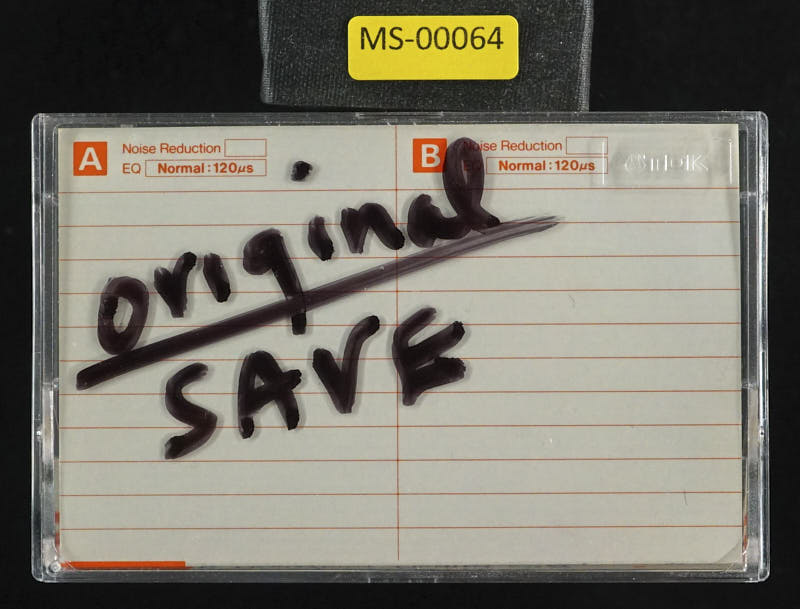 MS-00064
A Noise Reduction
EQ Normal : 120µs
B Noise Reduction
EQ Normal : 120µs
TDK
original
SAVE